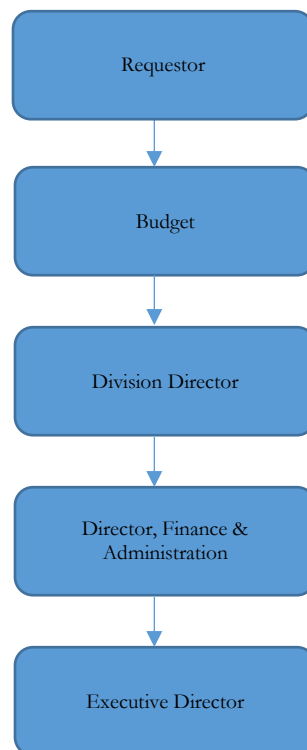 Requestor
Budget
Division Director
Director, Finance &
Administration
Executive Director